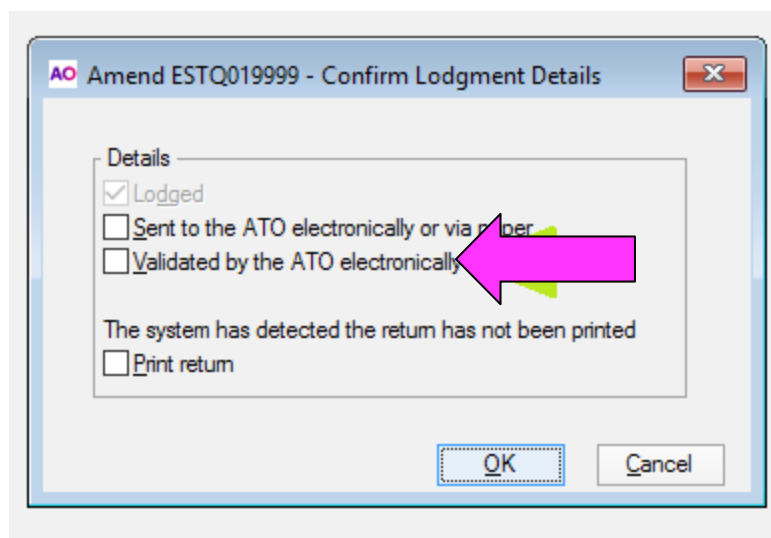 AO Amend ESTQ019999 - Confirm Lodgment Details
Details
Lodged
Sent to the ATO electronically or via paper
Validated by the ATO electronically
The system has detected the return has not been printed
Print return
OK Cancel